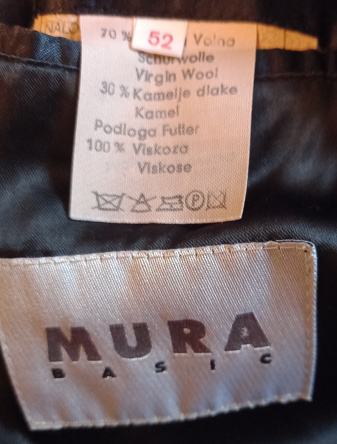 70 % Volna
52
Schurwolle
Virgin Wool
30 % Kamelje dlake
Kamel
Podloga Futter
100 % Viskoza
Viskose
P
MURA
BASIC